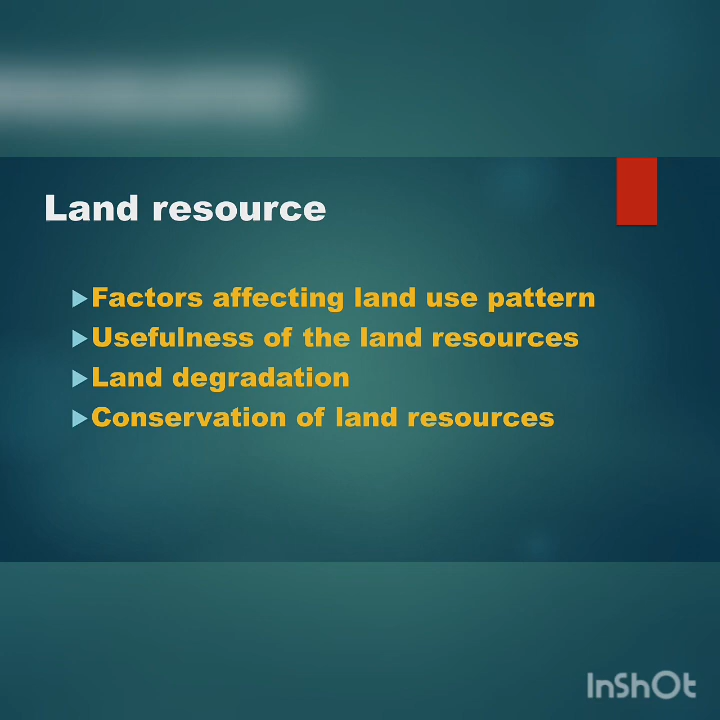 Land resource
Factors affecting land use pattern
Usefulness of the land resources
Land degradation
Conservation of land resources
InShOt